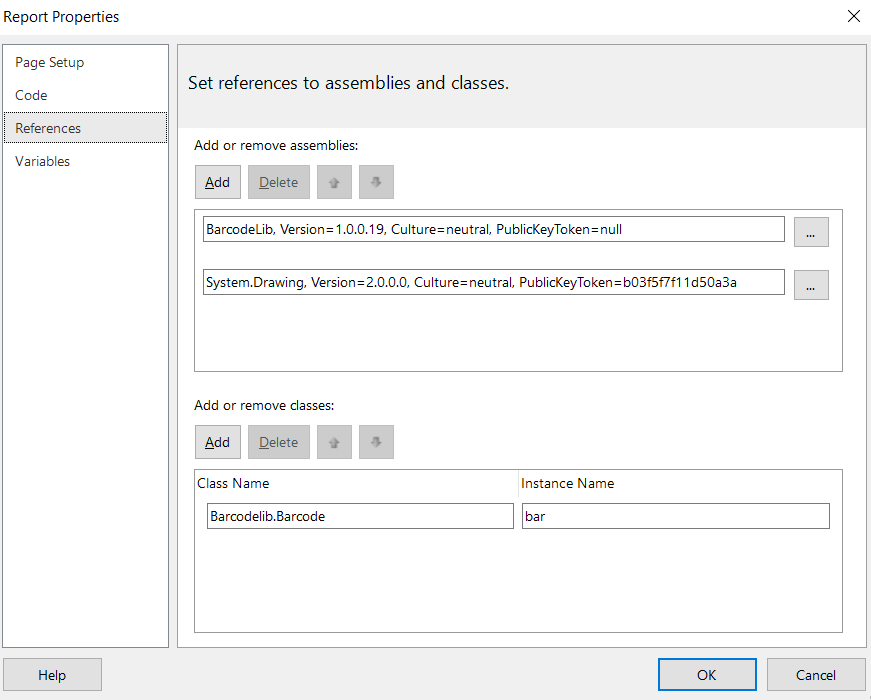 Report Properties
Page Setup
Code
References
Variables
Set references to assemblies and classes.
Add or remove assemblies:
Add Delete
BarcodeLib, Version=1.0.0.19, Culture=neutral, PublicKeyToken=null ...
System.Drawing, Version=2.0.0.0, Culture=neutral, PublicKeyToken=b03f5f7f11d50a3a ...
Add or remove classes:
Add Delete
Class Name Instance Name
Barcodelib.Barcode bar
Help OK Cancel